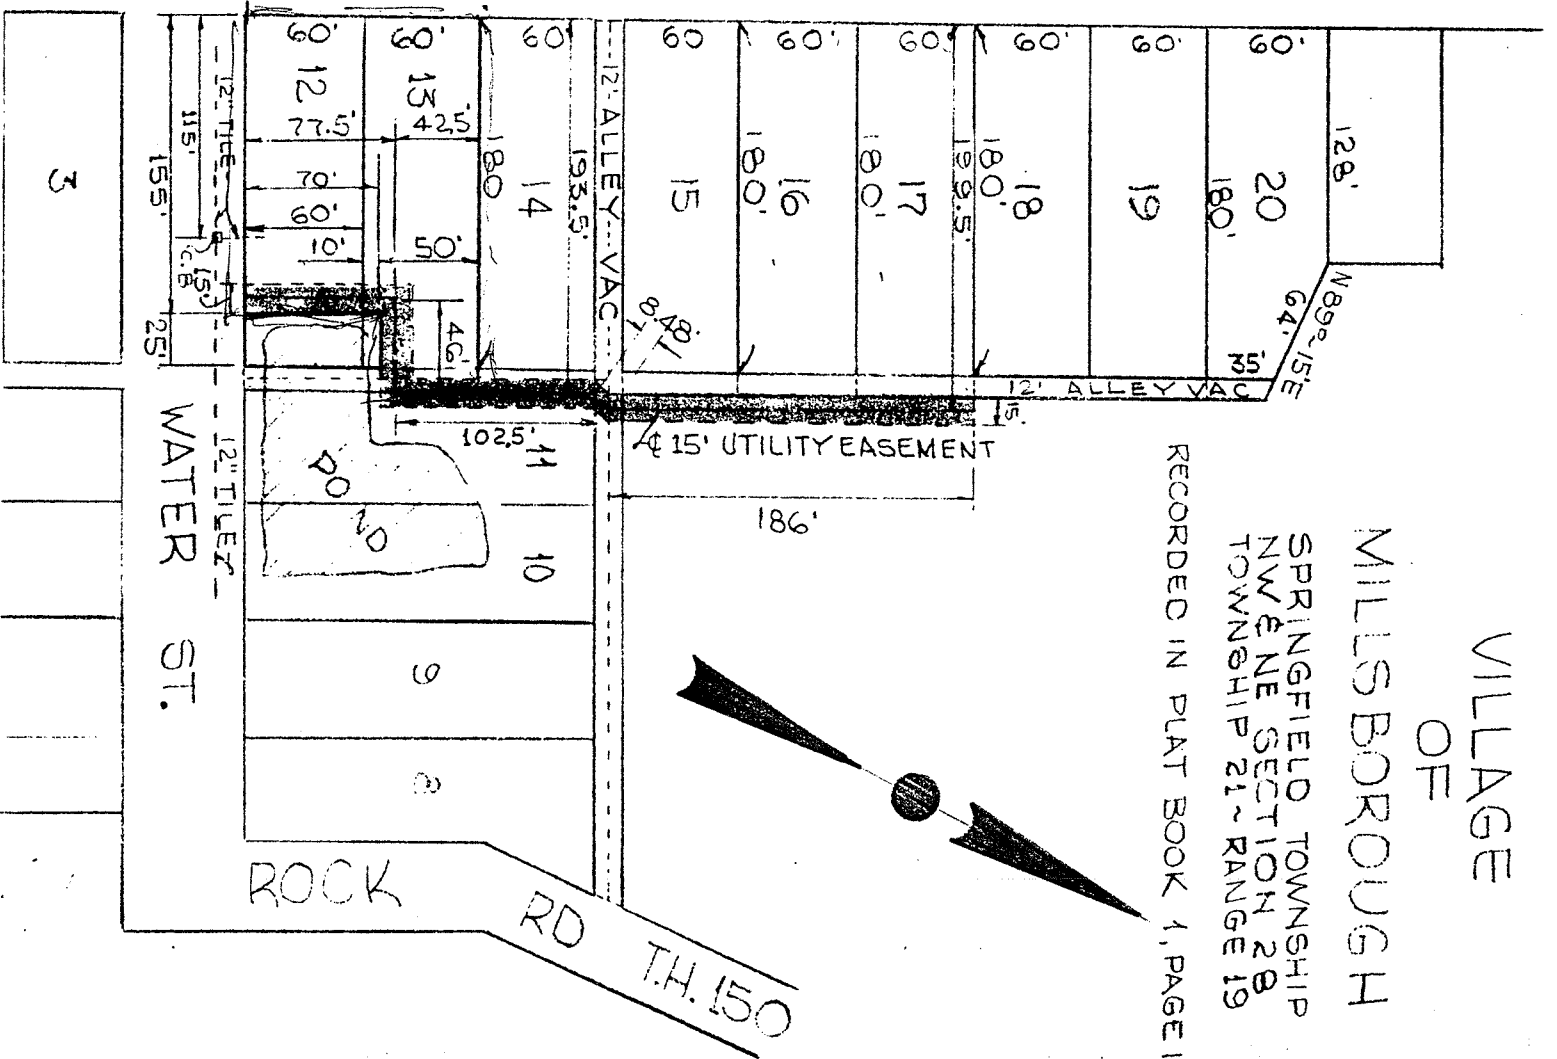 VILLAGE
OF
MILLSBOROUGH
SPRINGFIELD TOWNSHIP
NW & NE SECTION 28
TOWNSHIP 21 ~ RANGE 19
RECORDED IN PLAT BOOK 1, PAGE 1
60' 60' 60' 60 60' 60' 60' 60' 60'
12 13 14 15 16 17 18 19 20
77.5' 42.5'
70'
60'
10' 50'
180
193.5'
12' ALLEY VAC
180'
180'
199.5'
180'
180'
128'
N 89°-15'E
64'
35'
12' ALLEY VAC
15'
8.48'
46'
102.5'
℄ 15' UTILITY EASEMENT
186'
3
155'
115'
25'
12" TILE
C.B
15'
12" TILE
WATER ST.
POND
11
10
9
8
ROCK RD T.H. 150